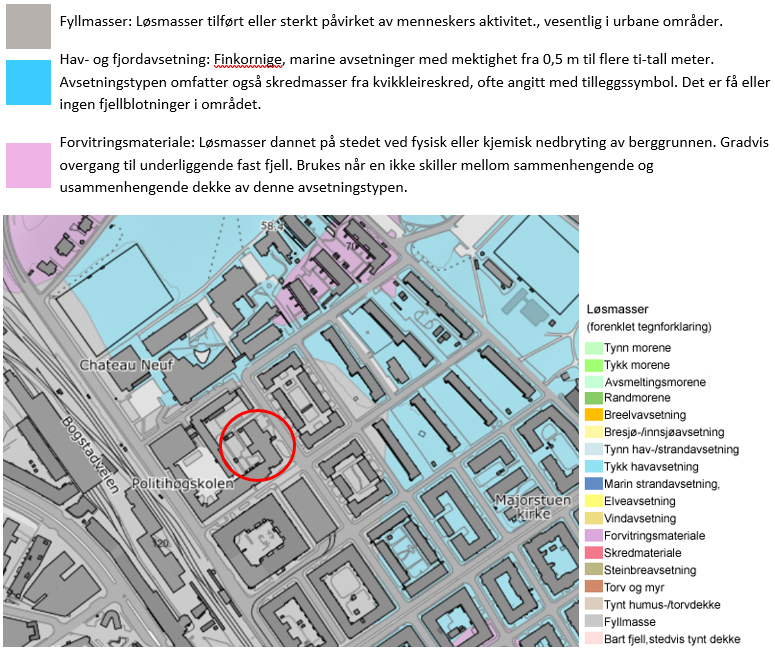 Fyllmasser: Løsmasser tilført eller sterkt påvirket av menneskers aktivitet., vesentlig i urbane områder.
Hav- og fjordavsetning: Finkornige, marine avsetninger med mektighet fra 0,5 m til flere ti-tall meter.
Avsetningstypen omfatter også skredmasser fra kvikkleireskred, ofte angitt med tilleggssymbol. Det er få eller
ingen fjellblotninger i området.
Forvitringsmateriale: Løsmasser dannet på stedet ved fysisk eller kjemisk nedbryting av berggrunnen. Gradvis
overgang til underliggende fast fjell. Brukes når en ikke skiller mellom sammenhengende og
usammenhengende dekke av denne avsetningstypen.
58.4
70
Chateau Neuf
Bogstadveien
Politihøgskolen
Majorstuen
kirke
120.
Løsmasser
(forenklet tegnforklaring)
Tynn morene
Tykk morene
Avsmeltingsmorene
Randmorene
Breelvavsetning
Bresjø-/innsjøavsetning
Tynn hav-/strandavsetning
Tykk havavsetning
Marin strandavsetning,
Elveavsetning
Vindavsetning
Forvitringsmateriale
Skredmateriale
Steinbreavsetning
Torv og myr
Tynt humus-/torvdekke
Fyllmasse
Bart fjell,stedvis tynt dekke